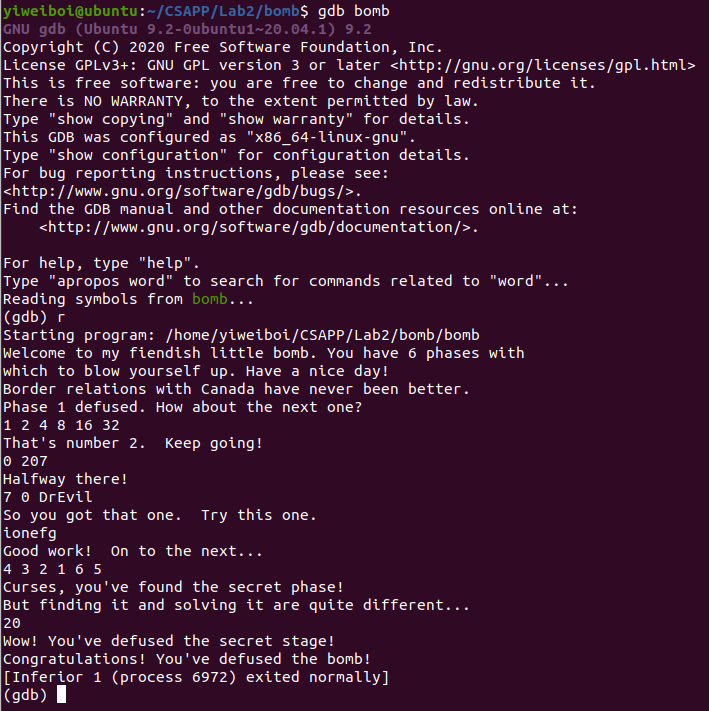 yiweiboi@ubuntu:~/CSAPP/Lab2/bomb$ gdb bomb
GNU gdb (Ubuntu 9.2-0ubuntu1~20.04.1) 9.2
Copyright (C) 2020 Free Software Foundation, Inc.
License GPLv3+: GNU GPL version 3 or later <http://gnu.org/licenses/gpl.html>
This is free software: you are free to change and redistribute it.
There is NO WARRANTY, to the extent permitted by law.
Type "show copying" and "show warranty" for details.
This GDB was configured as "x86_64-linux-gnu".
Type "show configuration" for configuration details.
For bug reporting instructions, please see:
<http://www.gnu.org/software/gdb/bugs/>.
Find the GDB manual and other documentation resources online at:
    <http://www.gnu.org/software/gdb/documentation/>.

For help, type "help".
Type "apropos word" to search for commands related to "word"...
Reading symbols from bomb...
(gdb) r
Starting program: /home/yiweiboi/CSAPP/Lab2/bomb/bomb
Welcome to my fiendish little bomb. You have 6 phases with
which to blow yourself up. Have a nice day!
Border relations with Canada have never been better.
Phase 1 defused. How about the next one?
1 2 4 8 16 32
That's number 2.  Keep going!
0 207
Halfway there!
7 0 DrEvil
So you got that one.  Try this one.
ionefg
Good work!  On to the next...
4 3 2 1 6 5
Curses, you've found the secret phase!
But finding it and solving it are quite different...
20
Wow! You've defused the secret stage!
Congratulations! You've defused the bomb!
[Inferior 1 (process 6972) exited normally]
(gdb)